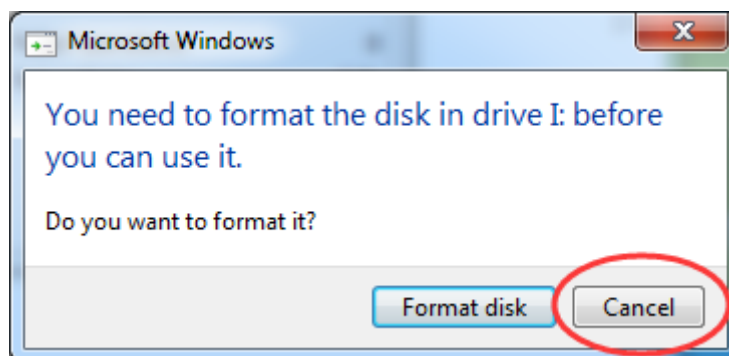 Microsoft Windows
You need to format the disk in drive I: before
you can use it.
Do you want to format it?
Format disk
Cancel